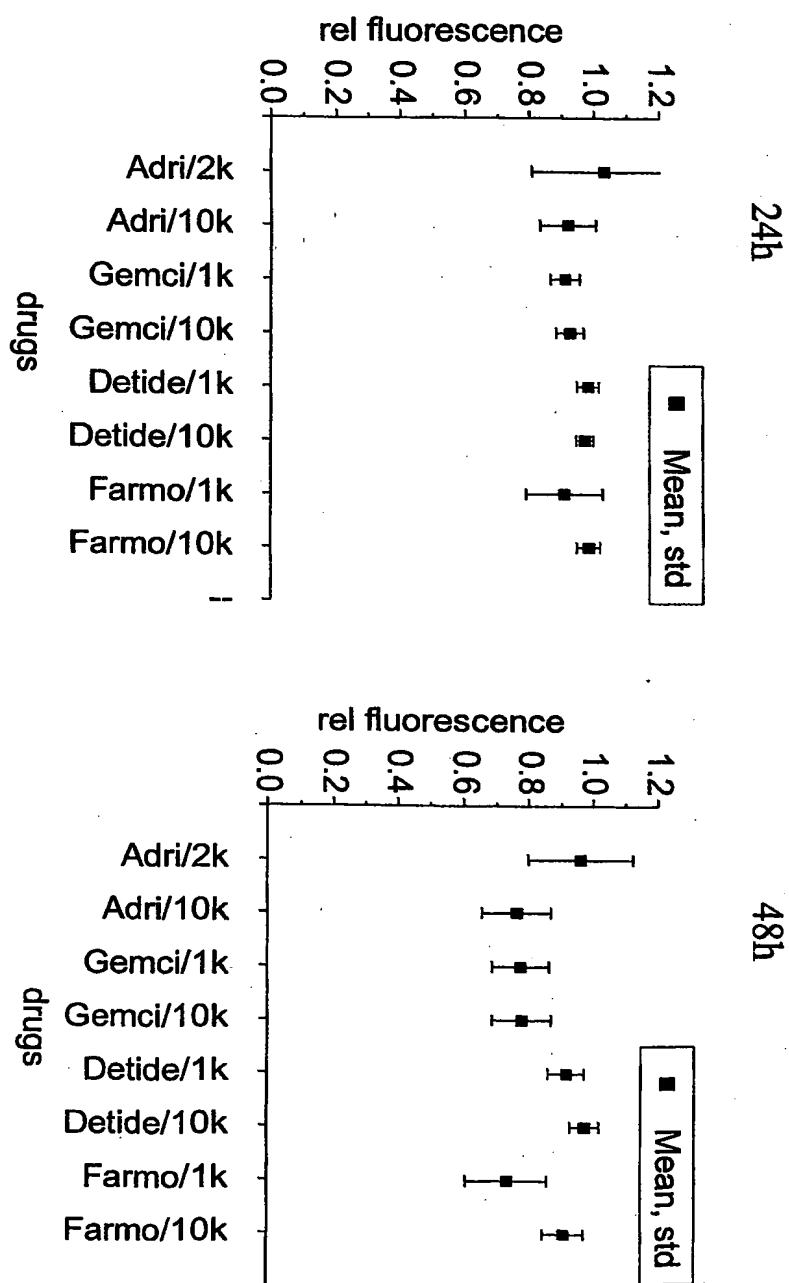 24h
rel fluorescence
1.2
1.0
0.8
0.6
0.4
0.2
0.0
Mean, std
Adri/2k
Adri/10k
Gemci/1k
Gemci/10k
Detide/1k
Detide/10k
Farmo/1k
Farmo/10k
drugs
48h
rel fluorescence
1.2
1.0
0.8
0.6
0.4
0.2
0.0
Mean, std
Adri/2k
Adri/10k
Gemci/1k
Gemci/10k
Detide/1k
Detide/10k
Farmo/1k
Farmo/10k
drugs